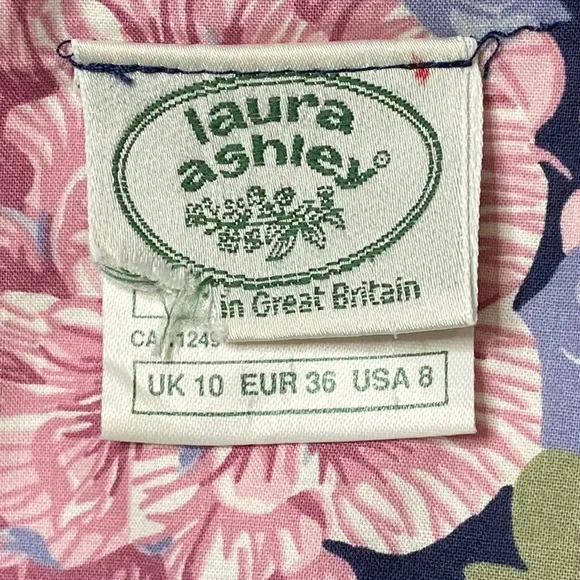 laura
ashley®
in Great Britain
UK 10 EUR 36 USA 8